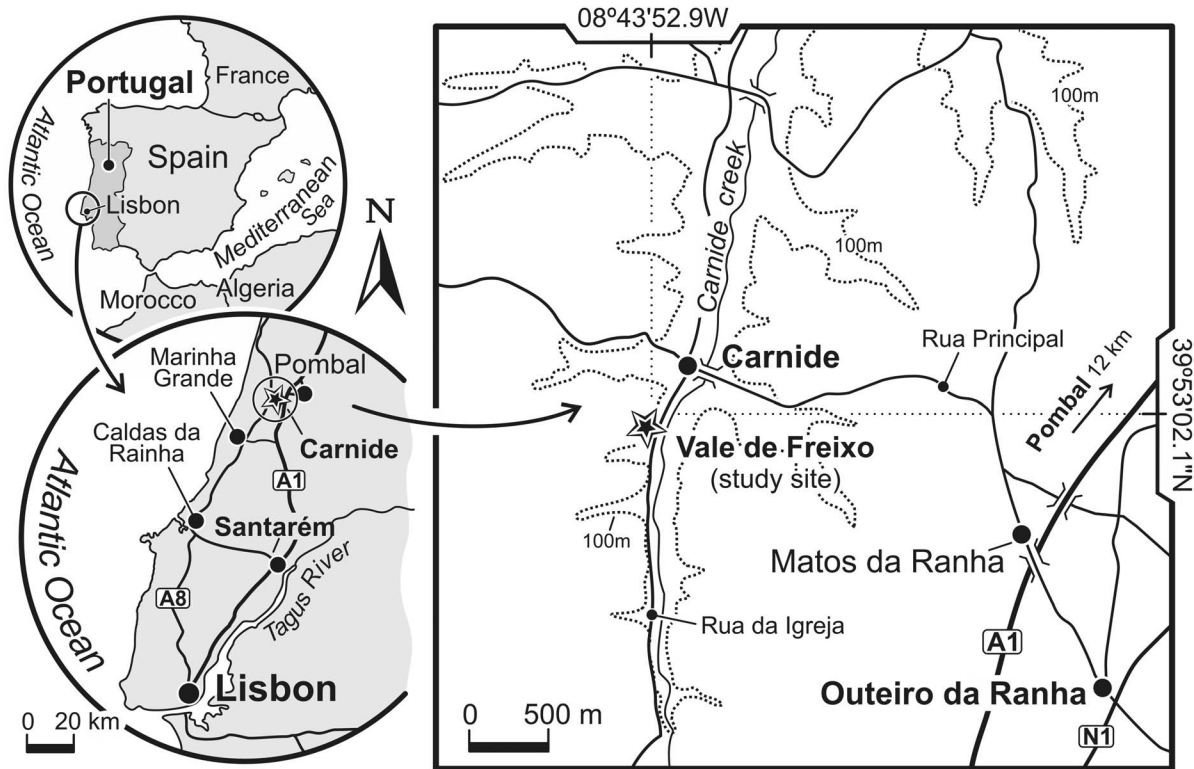 Portugal
France
Spain
Atlantic Ocean
Lisbon
Mediterranean
Sea
Morocco
Algeria
N
Marinha
Grande
Pombal
Caldas da
Rainha
Carnide
A1
Santarém
Atlantic Ocean
A8
Tagus River
Lisbon
0 20 km
08º43'52.9W
100m
Carnide creek
100m
Rua Principal
Carnide
39º53'02.1"N
Pombal 12 km
Vale de Freixo
(study site)
100m
Matos da Ranha
Rua da Igreja
A1
Outeiro da Ranha
0 500 m
N1